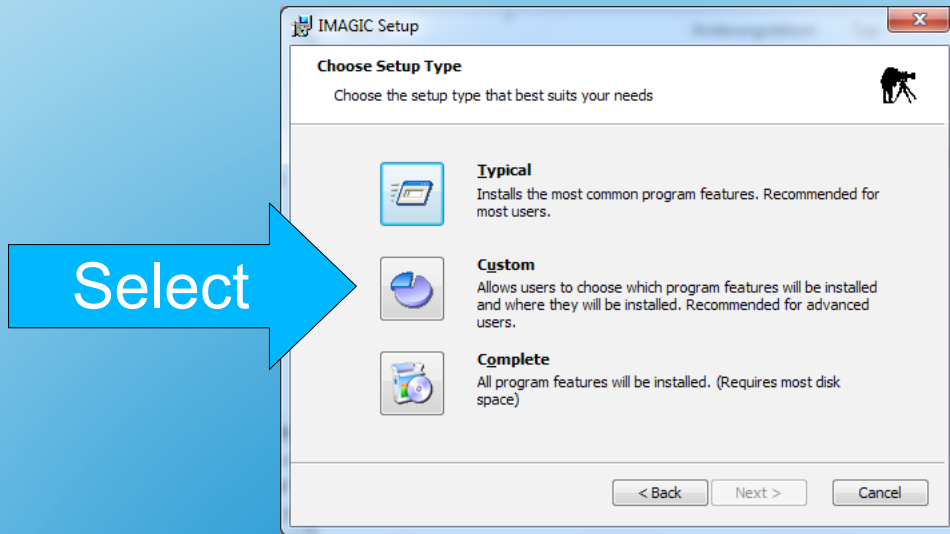 IMAGIC Setup
Choose Setup Type
Choose the setup type that best suits your needs
Typical
Installs the most common program features. Recommended for
most users.
Select
Custom
Allows users to choose which program features will be installed
and where they will be installed. Recommended for advanced
users.
Complete
All program features will be installed. (Requires most disk
space)
< Back Next > Cancel